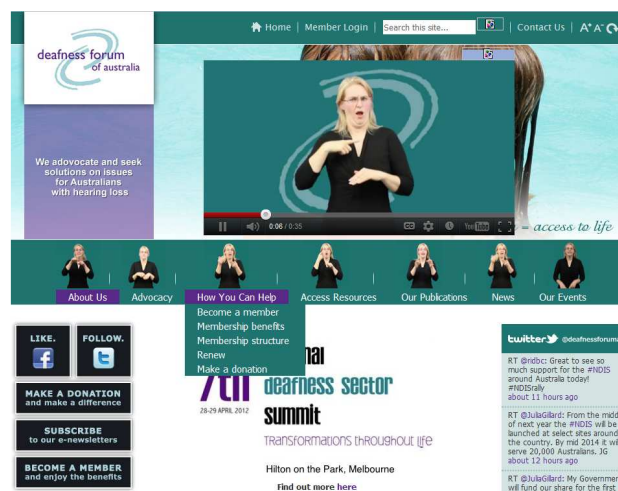 Home | Member Login | Search this site... | Contact Us | A+ A-
deafness forum
of australia
We adovocate and seek
solutions on issues
for Australians
with hearing loss
0:06 / 0:35
CC
YouTube
= access to life
About Us
Advocacy
How You Can Help
Access Resources
Our Publications
News
Our Events
Become a member
Membership benefits
Membership structure
Renew
Make a donation
LIKE.
FOLLOW.
MAKE A DONATION
and make a difference
SUBSCRIBE
to our e-newsletters
BECOME A MEMBER
and enjoy the benefits
28-29 APRIL 2012
deafness sector
summit
TRANSFORMATIONS THROUGHOUT LIFE
Hilton on the Park, Melbourne
Find out more here
twitter @deafnessforuma
RT @ridbc: Great to see so
much support for the #NDIS
around Australia today!
#NDISrally
about 11 hours ago
RT @JuliaGillard: From the midd
of next year the #NDIS will be
launched at select sites around
the country. By mid 2014 it wil
serve 20,000 Australians. JG
about 12 hours ago
RT @JuliaGillard: My Governmen
will fund our share for the first